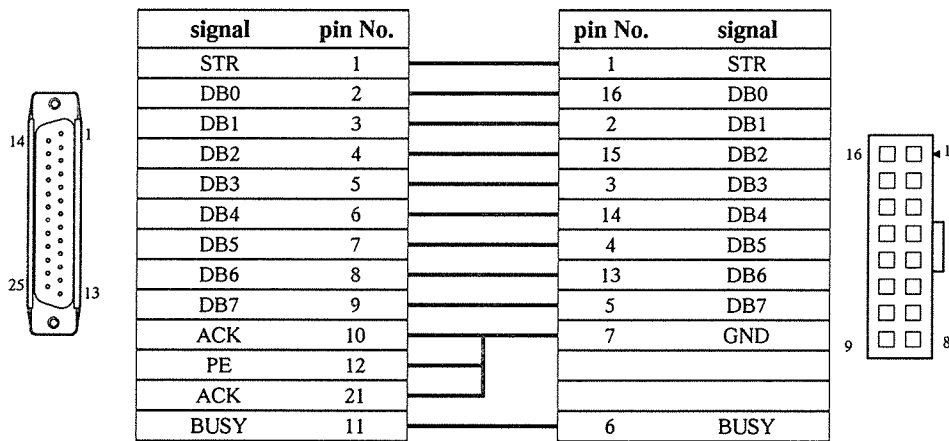 signal pin No. pin No. signal
STR 1 1 STR
DB0 2 16 DB0
DB1 3 2 DB1
DB2 4 15 DB2
DB3 5 3 DB3
DB4 6 14 DB4
DB5 7 4 DB5
DB6 8 13 DB6
DB7 9 5 DB7
ACK 10 7 GND
PE 12
ACK 21
BUSY 11 6 BUSY
14 1
25 13
16 1
9 8